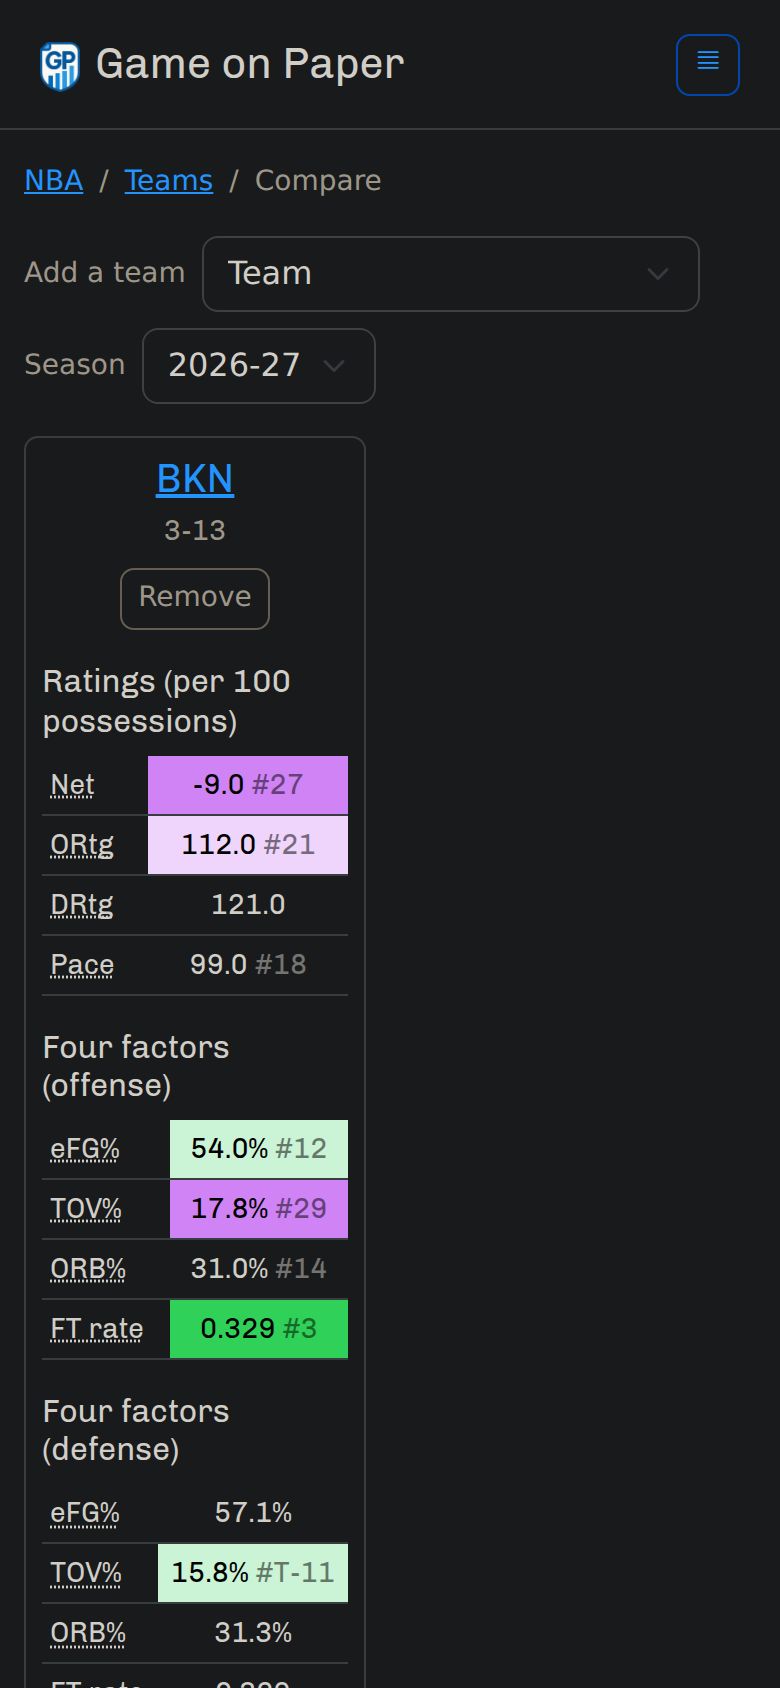 GP Game on Paper
NBA / Teams / Compare
Add a team Team
Season 2026-27
BKN
3-13
Remove
Ratings (per 100
possessions)
Net -9.0 #27
ORtg 112.0 #21
DRtg 121.0
Pace 99.0 #18
Four factors
(offense)
eFG% 54.0% #12
TOV% 17.8% #29
ORB% 31.0% #14
FT rate 0.329 #3
Four factors
(defense)
eFG% 57.1%
TOV% 15.8% #T-11
ORB% 31.3%
FT rate